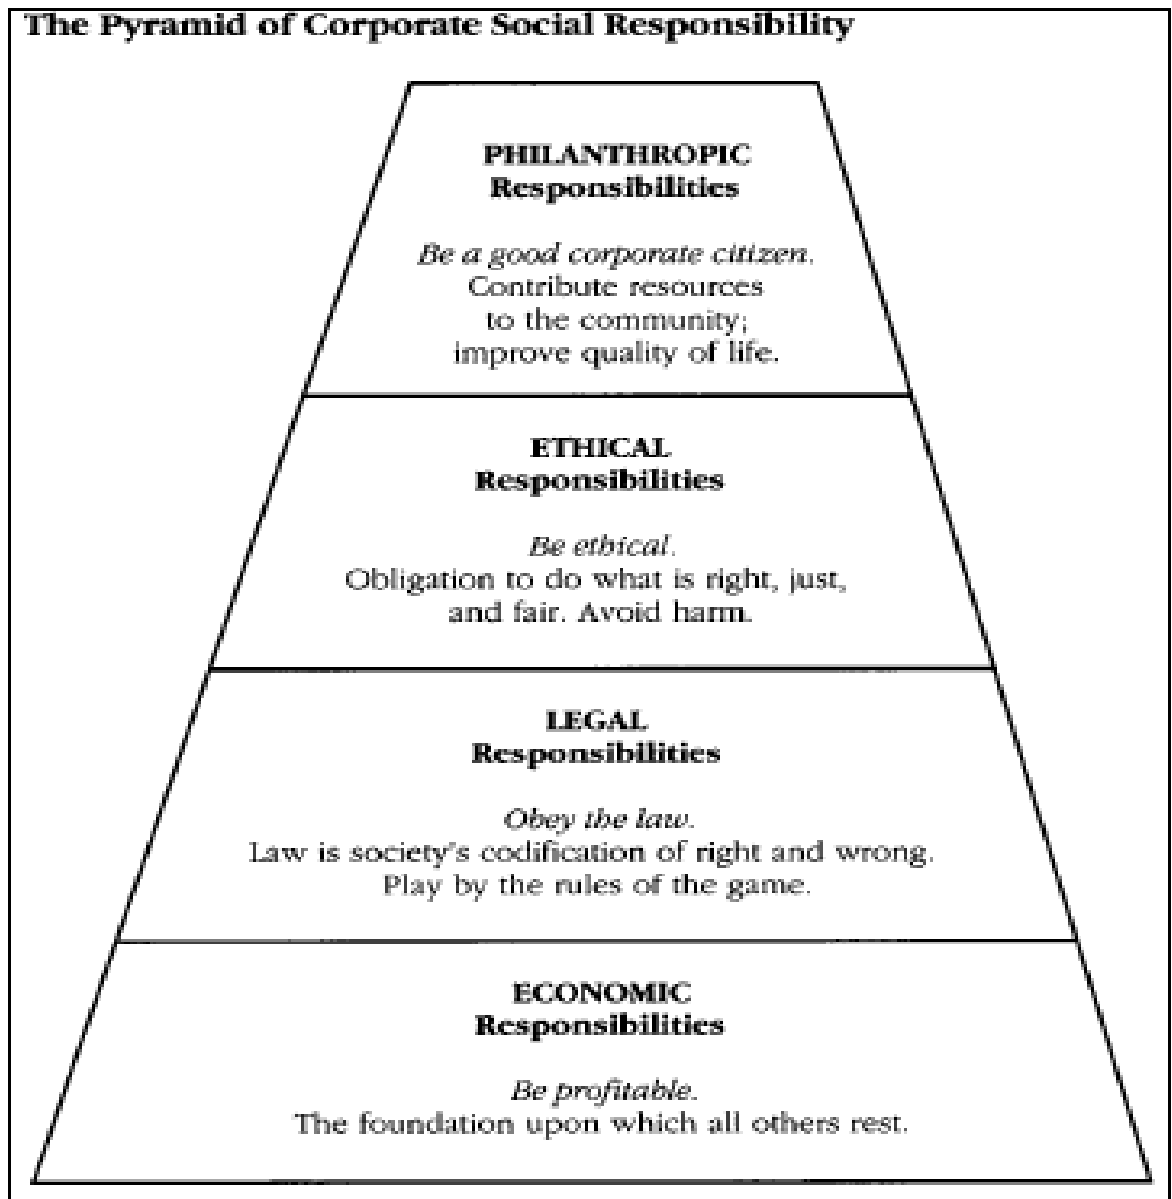 The Pyramid of Corporate Social Responsibility
PHILANTHROPIC
Responsibilities
Be a good corporate citizen.
Contribute resources
to the community;
improve quality of life.
ETHICAL
Responsibilities
Be ethical.
Obligation to do what is right, just,
and fair. Avoid harm.
LEGAL
Responsibilities
Obey the law.
Law is society's codification of right and wrong.
Play by the rules of the game.
ECONOMIC
Responsibilities
Be profitable.
The foundation upon which all others rest.